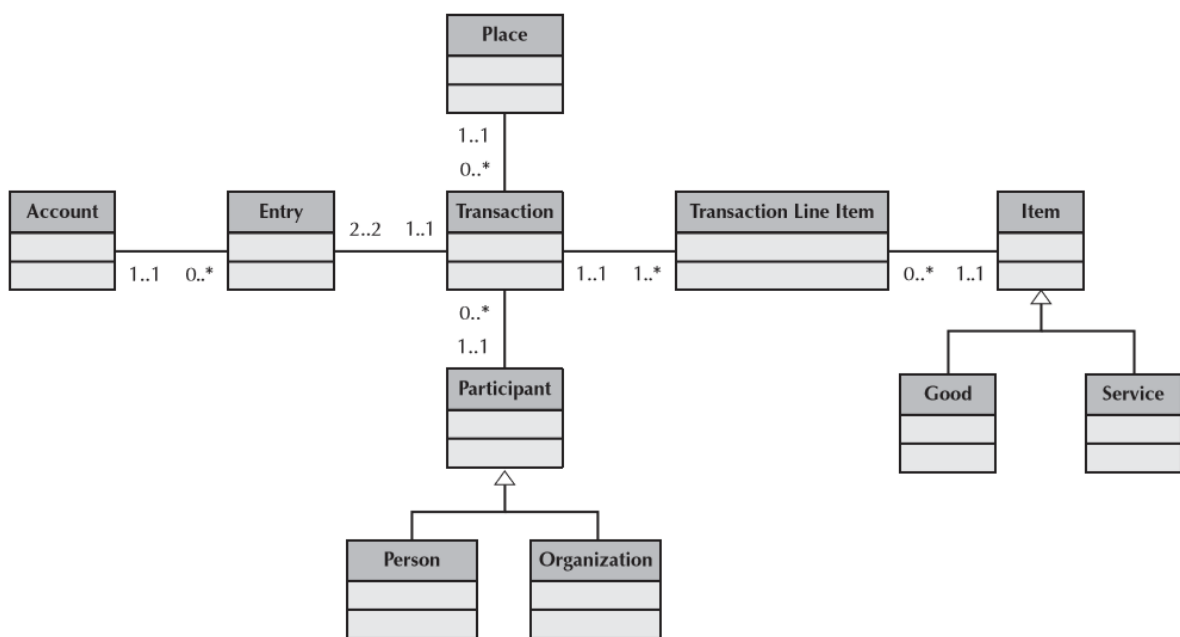 Place
1..1
0..*
Account
Entry
Transaction
Transaction Line Item
Item
2..2
1..1
1..1
0..*
1..1
1..*
0..*
1..1
0..*
1..1
Participant
Good
Service
Person
Organization